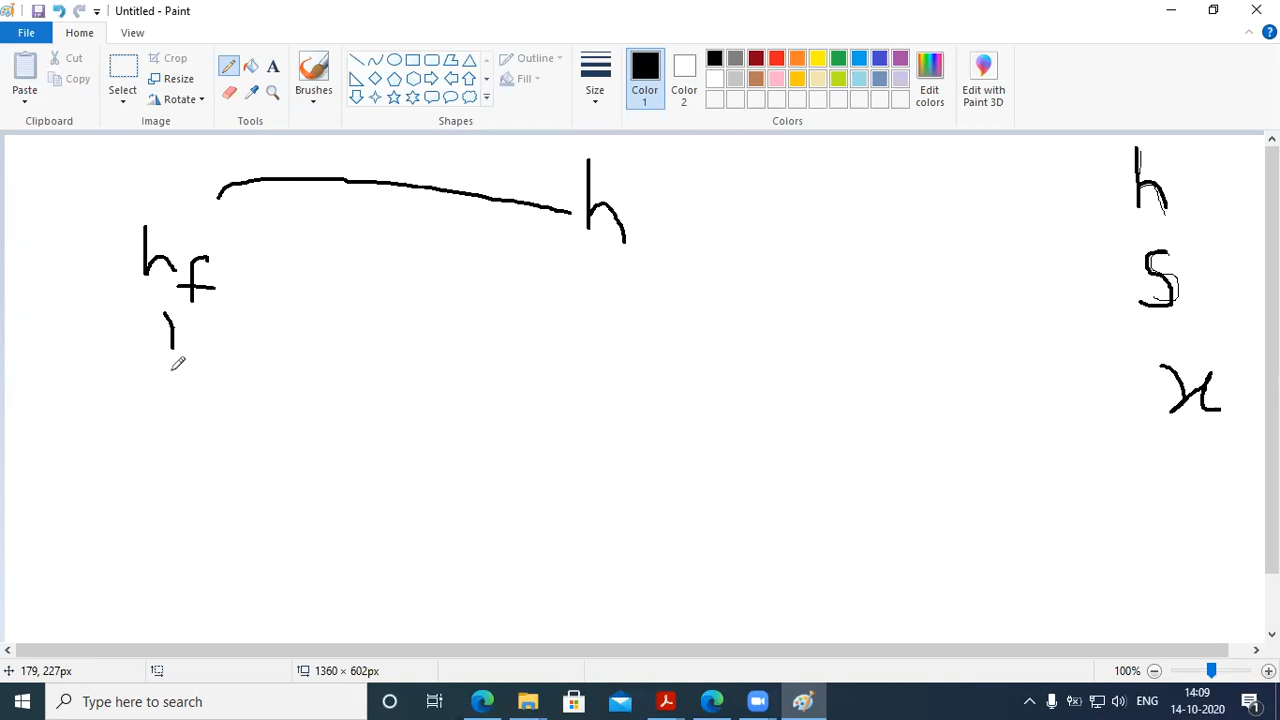 Untitled - Paint
File Home View
Paste Cut Copy Clipboard
Select Crop Resize Rotate Image
Tools
Brushes
Outline Fill Shapes
Size
Color 1 Color 2 Edit colors Colors
Edit with Paint 3D
h h
hf
S
x
179, 227px 1360 × 602px 100%
Type here to search ENG 14:09 14-10-2020 1